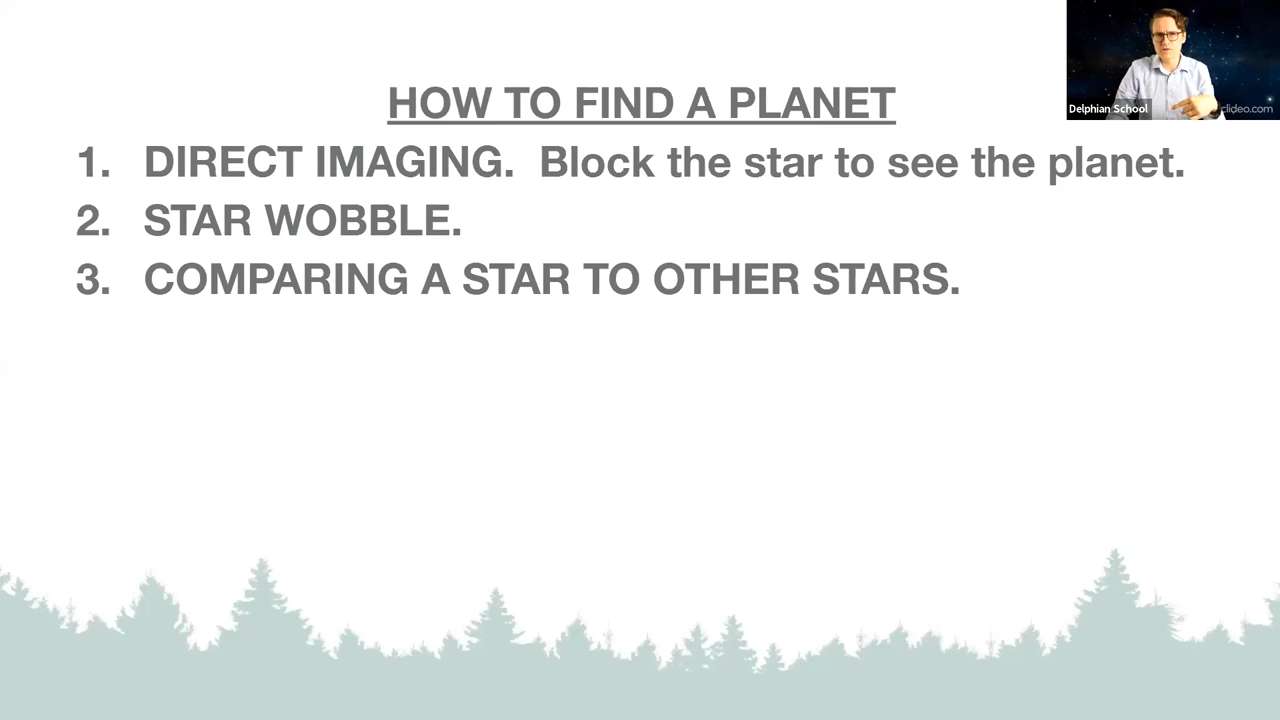 HOW TO FIND A PLANET
1. DIRECT IMAGING. Block the star to see the planet.
2. STAR WOBBLE.
3. COMPARING A STAR TO OTHER STARS.
Delphian School
clideo.com